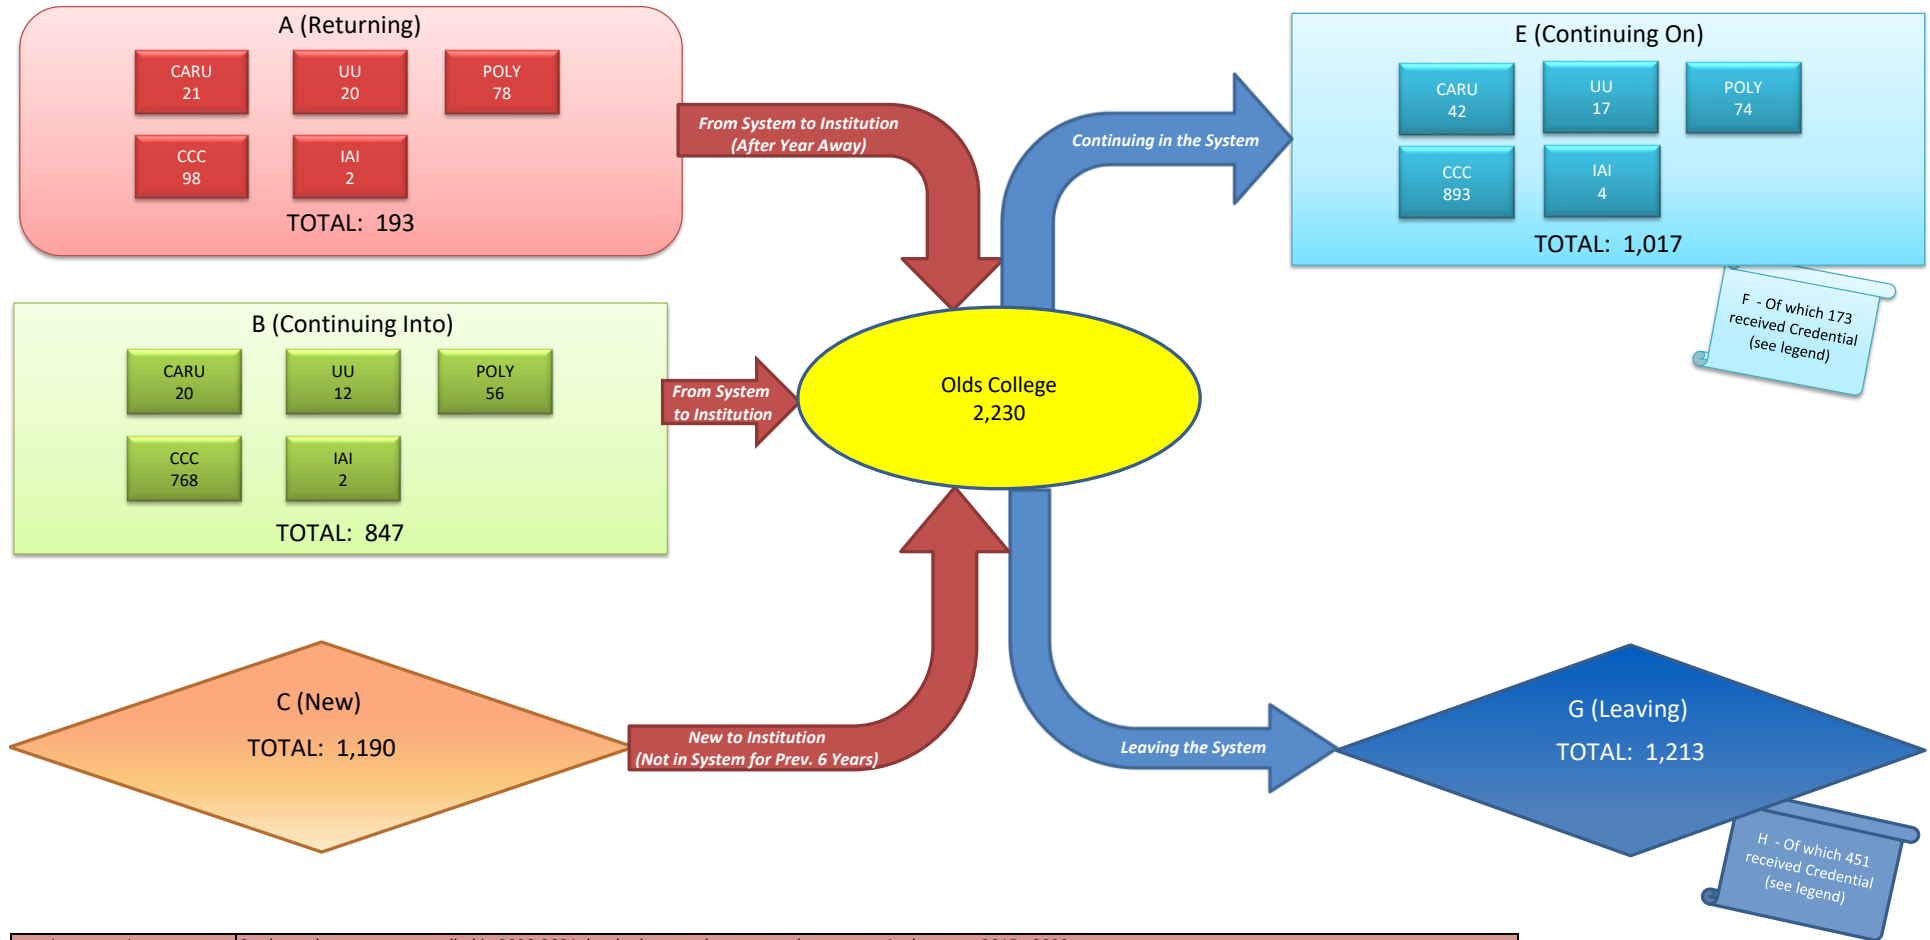 A (Returning)
CARU
21
UU
20
POLY
78
CCC
98
IAI
2
TOTAL: 193
From System to Institution
(After Year Away)
B (Continuing Into)
CARU
20
UU
12
POLY
56
CCC
768
IAI
2
TOTAL: 847
From System
to Institution
C (New)
TOTAL: 1,190
New to Institution
(Not in System for Prev. 6 Years)
Olds College
2,230
Continuing in the System
E (Continuing On)
CARU
42
UU
17
POLY
74
CCC
893
IAI
4
TOTAL: 1,017
F - Of which 173
received Credential
(see legend)
Leaving the System
G (Leaving)
TOTAL: 1,213
H - Of which 451
received Credential
(see legend)